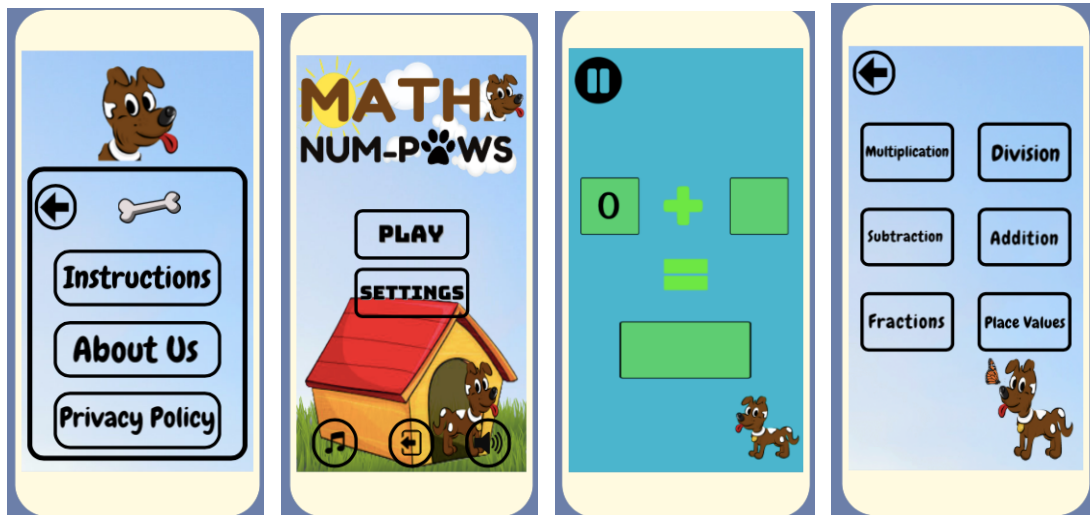 Instructions
About Us
Privacy Policy
MATH
NUM-PAWS
PLAY
SETTINGS
0 +
=
Multiplication
Division
Subtraction
Addition
Fractions
Place Values